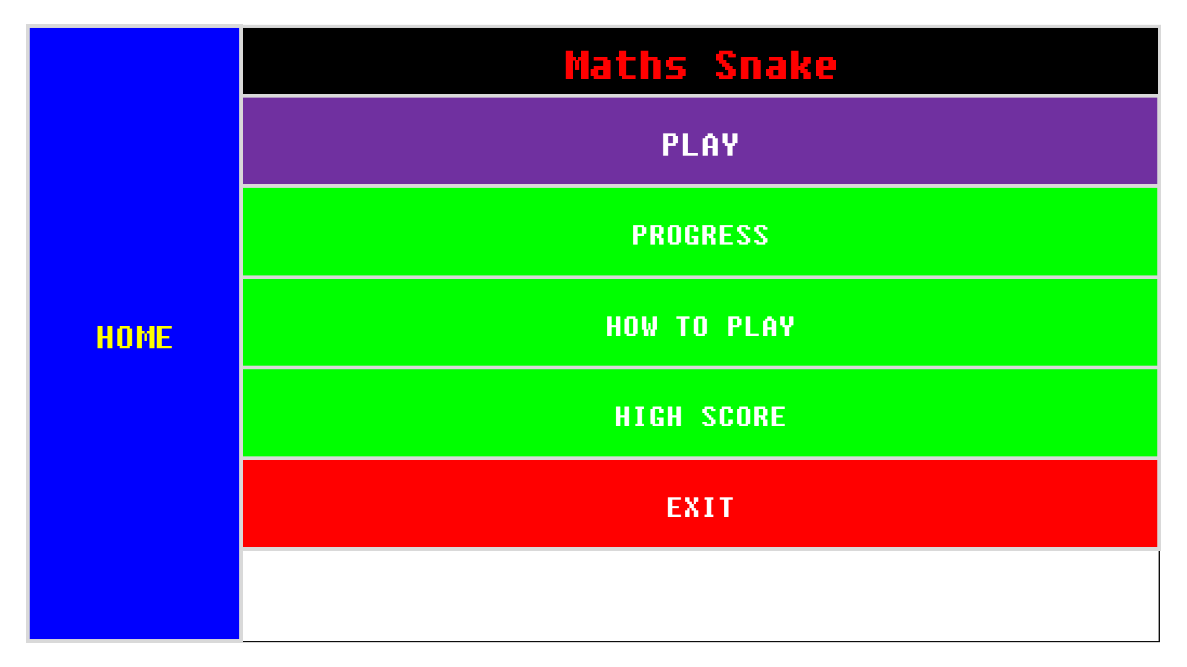 Maths Snake
PLAY
PROGRESS
HOW TO PLAY
HOME
HIGH SCORE
EXIT